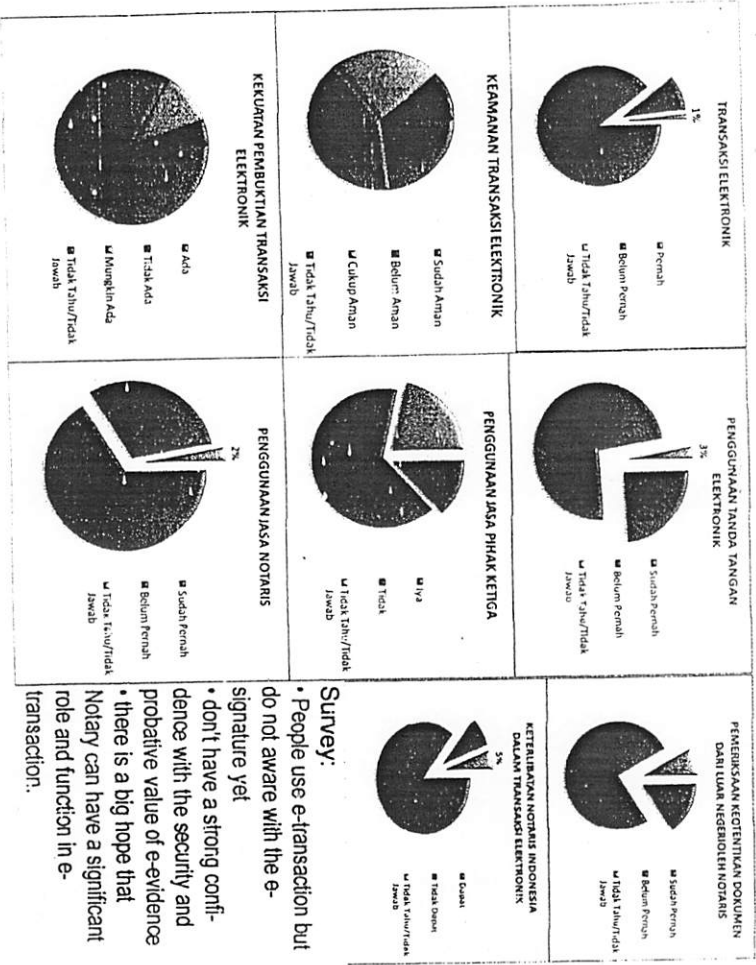 TRANSAKSI ELEKTRONIK
1%
Pernah
Belum Pernah
Tidak Tahu/Tidak
Jawab
PENGGUNAAN TANDA TANGAN
ELEKTRONIK
3%
Sudah Pernah
Belum Pernah
Tidak Tahu/Tidak
Jawab
PEMERIKSAAN KEOTENTIKAN DOKUMEN
DARI LUAR NEGERI OLEH NOTARIS
Sudah Pernah
Belum Pernah
Tidak Tahu/Tidak
Jawab
KEAMANAN TRANSAKSI ELEKTRONIK
Sudah Aman
Belum Aman
Cukup Aman
Tidak Tahu/Tidak
Jawab
PENGGUNAAN JASA PIHAK KETIGA
Iya
Tidak
Tidak Tahu/Tidak
Jawab
KETERLIBATAN NOTARIS INDONESIA
DALAM TRANSAKSI ELEKTRONIK
5%
Dapat
Tidak Dapat
Tidak Tahu/Tidak
Jawab
KEKUATAN PEMBUKTIAN TRANSAKSI
ELEKTRONIK
Ada
Tidak Ada
Mungkin Ada
Tidak Tahu/Tidak
Jawab
PENGGUNAAN JASA NOTARIS
2%
Sudah Pernah
Belum Pernah
Tidak Tahu/Tidak
Jawab
Survey:
• People use e-transaction but
do not aware with the e-
signature yet
• don't have a strong confi-
dence with the security and
probative value of e-evidence
• there is a big hope that
Notary can have a significant
role and function in e-
transaction.